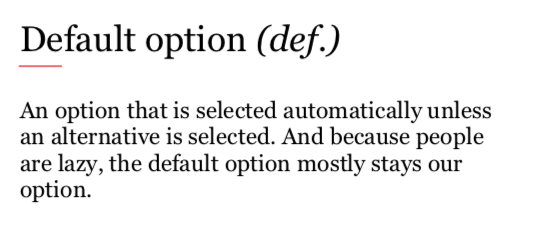 Default option (def.)
An option that is selected automatically unless
an alternative is selected. And because people
are lazy, the default option mostly stays our
option.